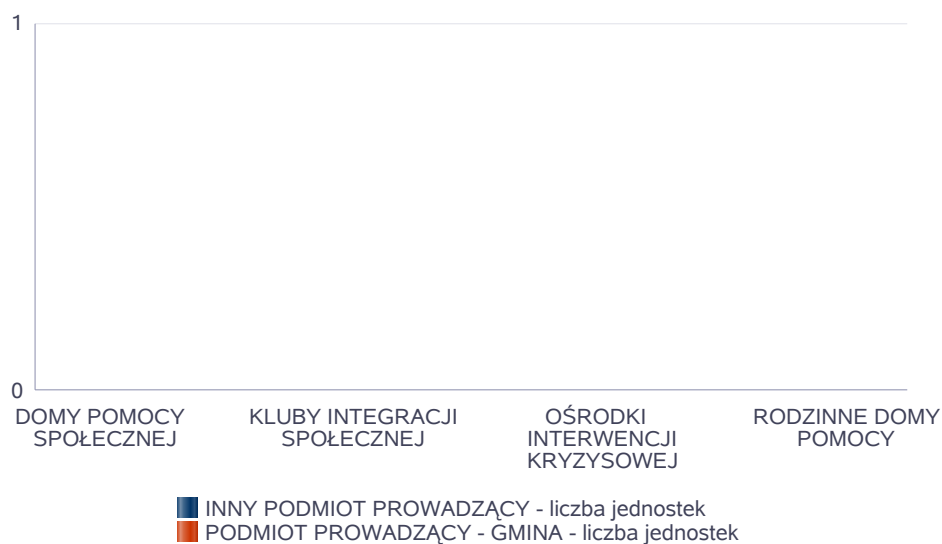 1
0
DOMY POMOCY
SPOŁECZNEJ
KLUBY INTEGRACJI
SPOŁECZNEJ
OŚRODKI
INTERWENCJI
KRYZYSOWEJ
RODZINNE DOMY
POMOCY
INNY PODMIOT PROWADZĄCY - liczba jednostek
PODMIOT PROWADZĄCY - GMINA - liczba jednostek